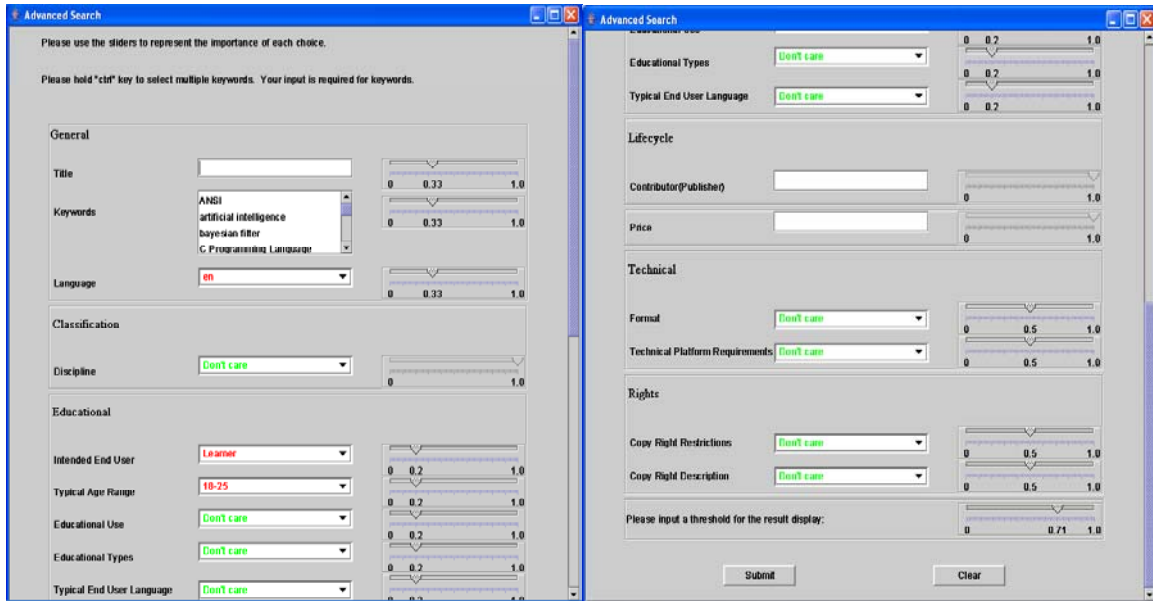 Advanced Search
Please use the sliders to represent the importance of each choice.
Please hold "ctrl" key to select multiple keywords. Your input is required for keywords.
General
Title
0 0.33 1.0
Keywords
ANSI
artificial intelligence
bayesian filter
C Programming Language
0 0.33 1.0
Language en
0 0.33 1.0
Classification
Discipline Don't care
0 1.0
Educational
Intended End User Learner
0 0.2 1.0
Typical Age Range 18-25
0 0.2 1.0
Educational Use Don't care
0 0.2 1.0
Educational Types Don't care
0 0.2 1.0
Typical End User Language Don't care
0 0.2 1.0
Advanced Search
Educational Use
0 0.2 1.0
Educational Types Don't care
0 0.2 1.0
Typical End User Language Don't care
0 0.2 1.0
Lifecycle
Contributor(Publisher)
0 1.0
Price
0 1.0
Technical
Format Don't care
0 0.5 1.0
Technical Platform Requirements Don't care
0 0.5 1.0
Rights
Copy Right Restrictions Don't care
0 0.5 1.0
Copy Right Description Don't care
0 0.5 1.0
Please input a threshold for the result display:
0 0.71 1.0
Submit Clear